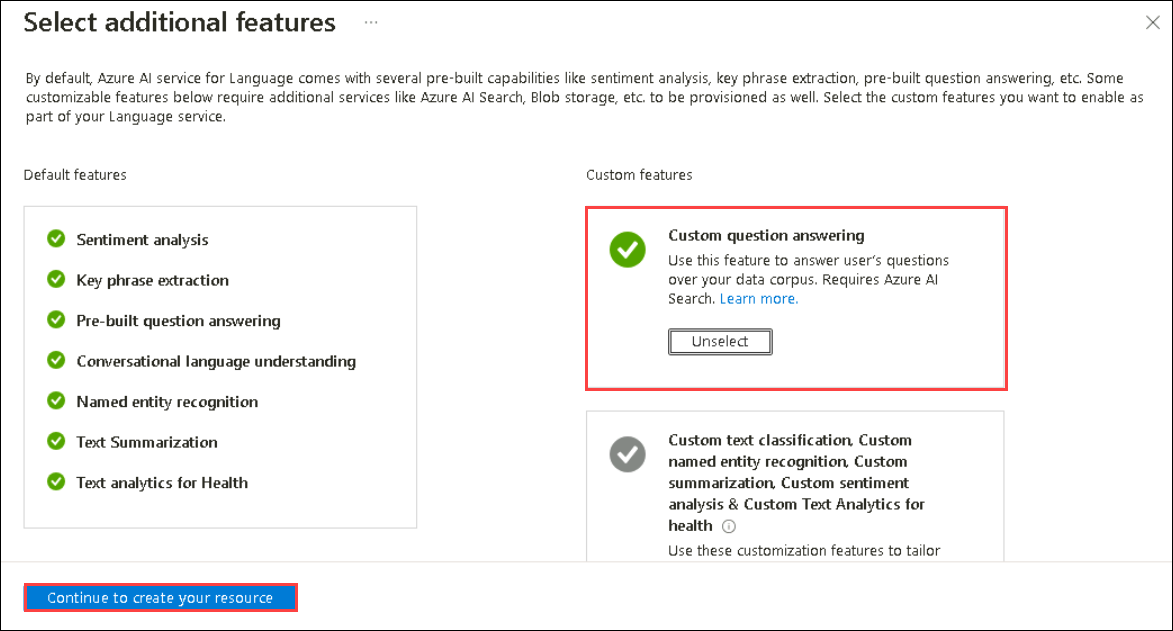 Select additional features ...
By default, Azure AI service for Language comes with several pre-built capabilities like sentiment analysis, key phrase extraction, pre-built question answering, etc. Some
customizable features below require additional services like Azure AI Search, Blob storage, etc. to be provisioned as well. Select the custom features you want to enable as
part of your Language service.
Default features
Sentiment analysis
Key phrase extraction
Pre-built question answering
Conversational language understanding
Named entity recognition
Text Summarization
Text analytics for Health
Custom features
Custom question answering
Use this feature to answer user's questions
over your data corpus. Requires Azure AI
Search. Learn more.
Unselect
Custom text classification, Custom
named entity recognition, Custom
summarization, Custom sentiment
analysis & Custom Text Analytics for
health
Use these customization features to tailor
Continue to create your resource